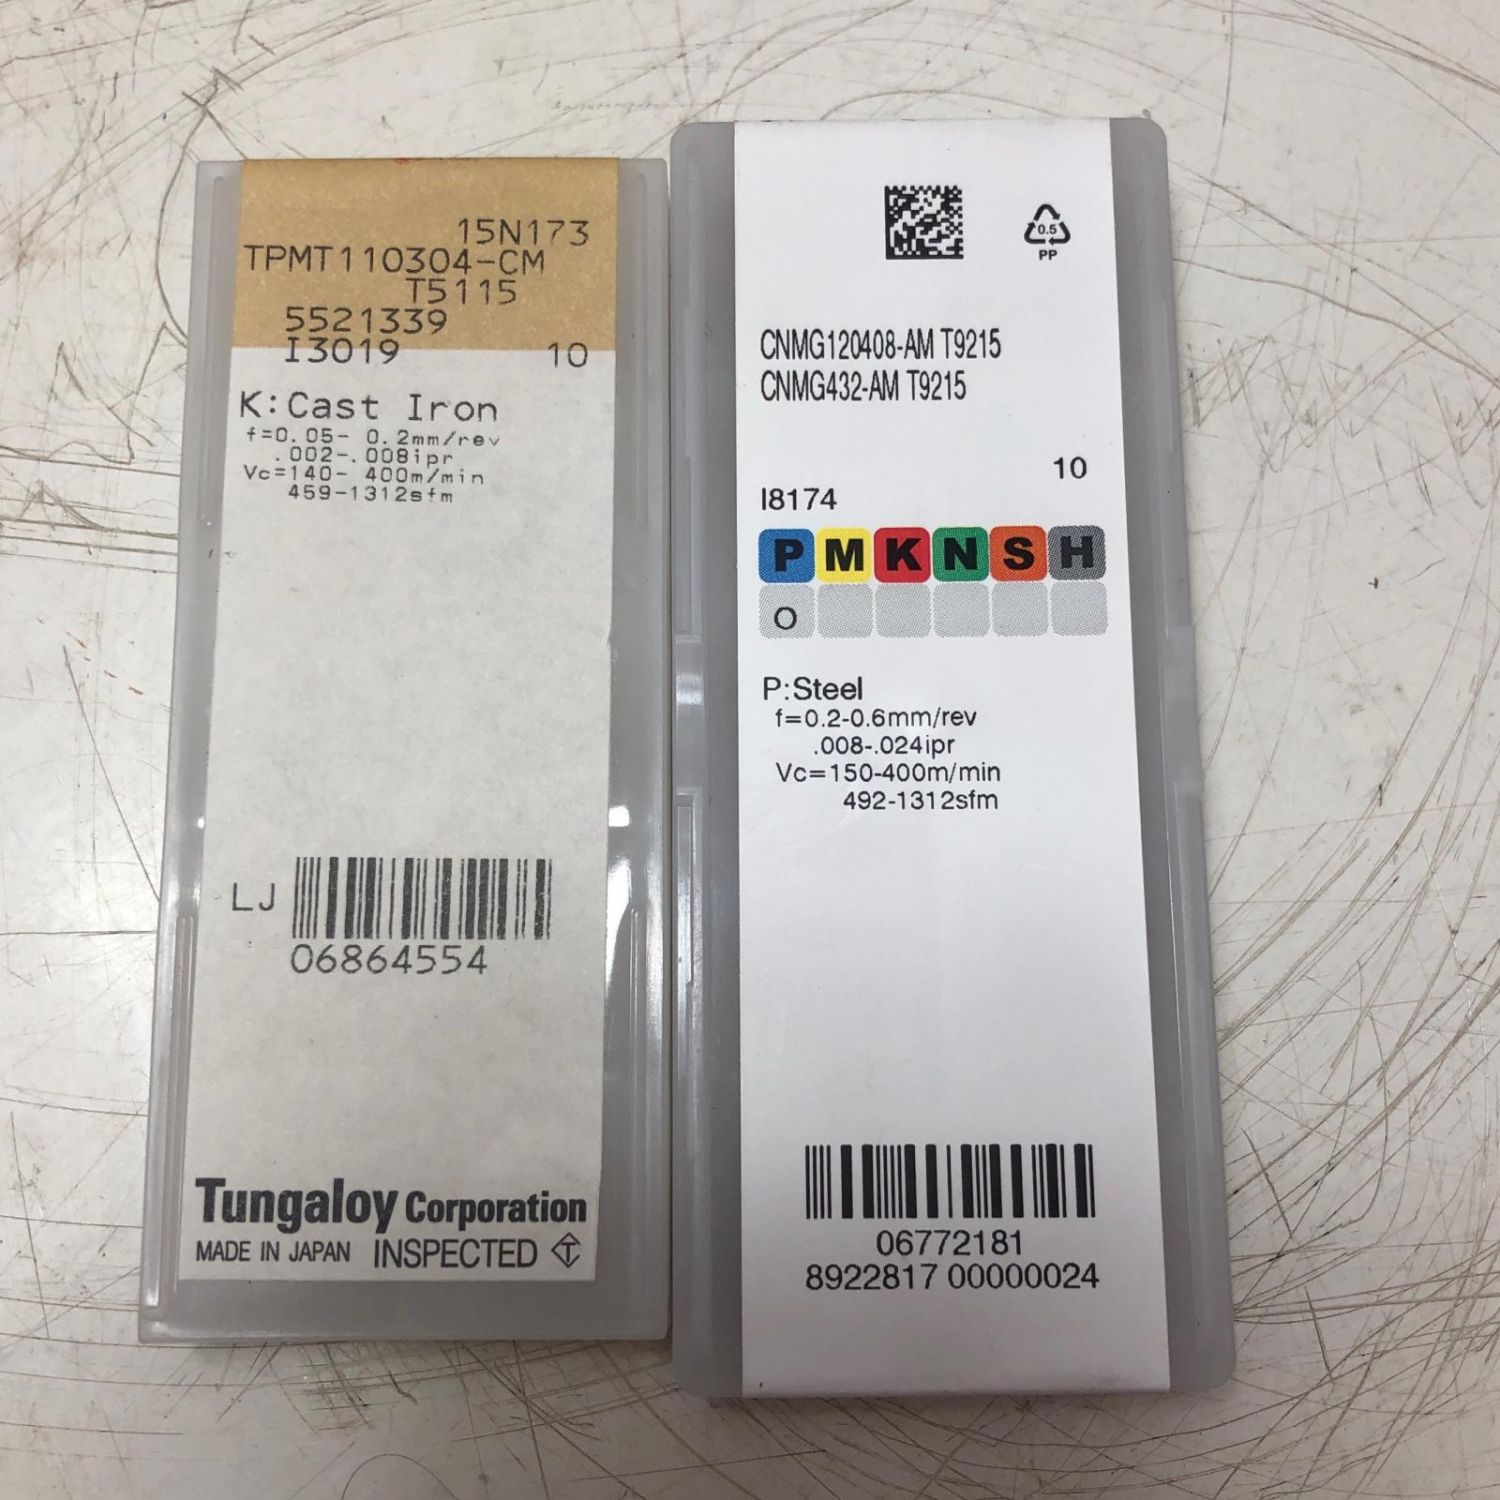 15N173
TPMT110304-CM
T5115
5521339
I3019 10
K:Cast Iron
f=0.05- 0.2mm/rev
.002-.008ipr
Vc=140- 400m/min
459-1312sfm
LJ
06864554
Tungaloy Corporation
MADE IN JAPAN INSPECTED
0.5
PP
CNMG120408-AM T9215
CNMG432-AM T9215
10
I8174
P M K N S H
O
P:Steel
f=0.2-0.6mm/rev
.008-.024ipr
Vc=150-400m/min
492-1312sfm
06772181
8922817 00000024